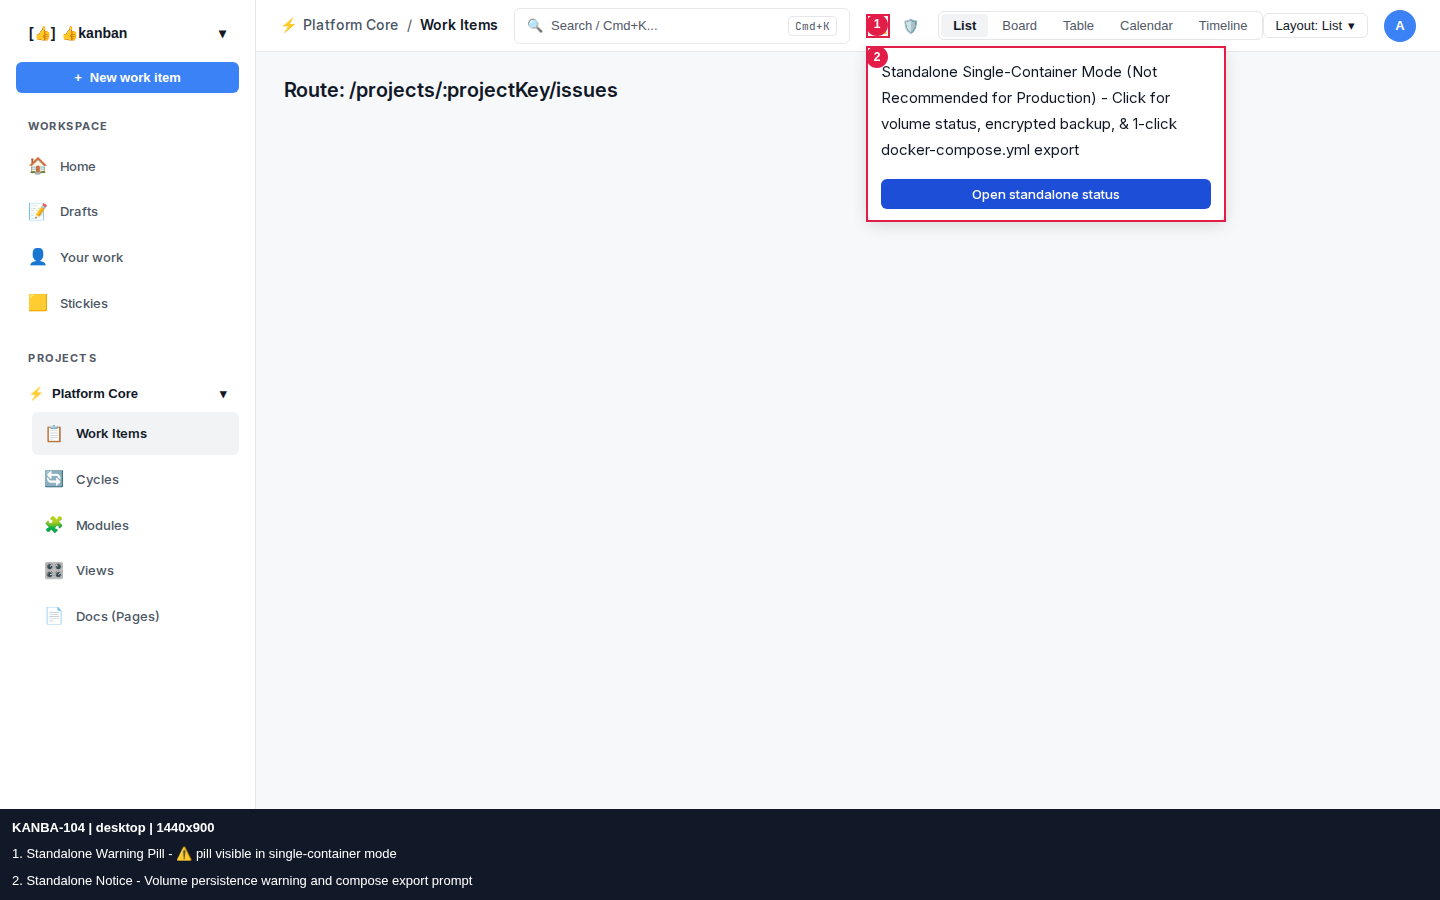 [👍] 👍kanban ▼
+ New work item
WORKSPACE
🏠 Home
📝 Drafts
👤 Your work
🟨 Stickies
PROJECTS
⚡ Platform Core ▼
📋 Work Items
🔄 Cycles
🧩 Modules
🎛️ Views
📄 Docs (Pages)
⚡ Platform Core / Work Items
🔍 Search / Cmd+K... Cmd+K
1
🛡️
List Board Table Calendar Timeline
Layout: List ▾
A
2
Standalone Single-Container Mode (Not
Recommended for Production) - Click for
volume status, encrypted backup, & 1-click
docker-compose.yml export
Open standalone status
Route: /projects/:projectKey/issues
KANBA-104 | desktop | 1440x900
1. Standalone Warning Pill - ⚠️ pill visible in single-container mode
2. Standalone Notice - Volume persistence warning and compose export prompt